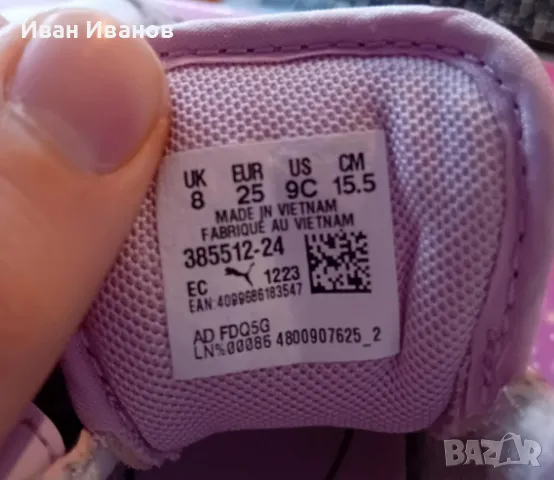 Иван Иванов
UK EUR US CM
8 25 9C 15.5
MADE IN VIETNAM
FABRIQUÉ AU VIETNAM
385512-24
EC 1223
EAN:4099686183547
AD FDQ5G
LN%00086 4800907625_2
BAZAR